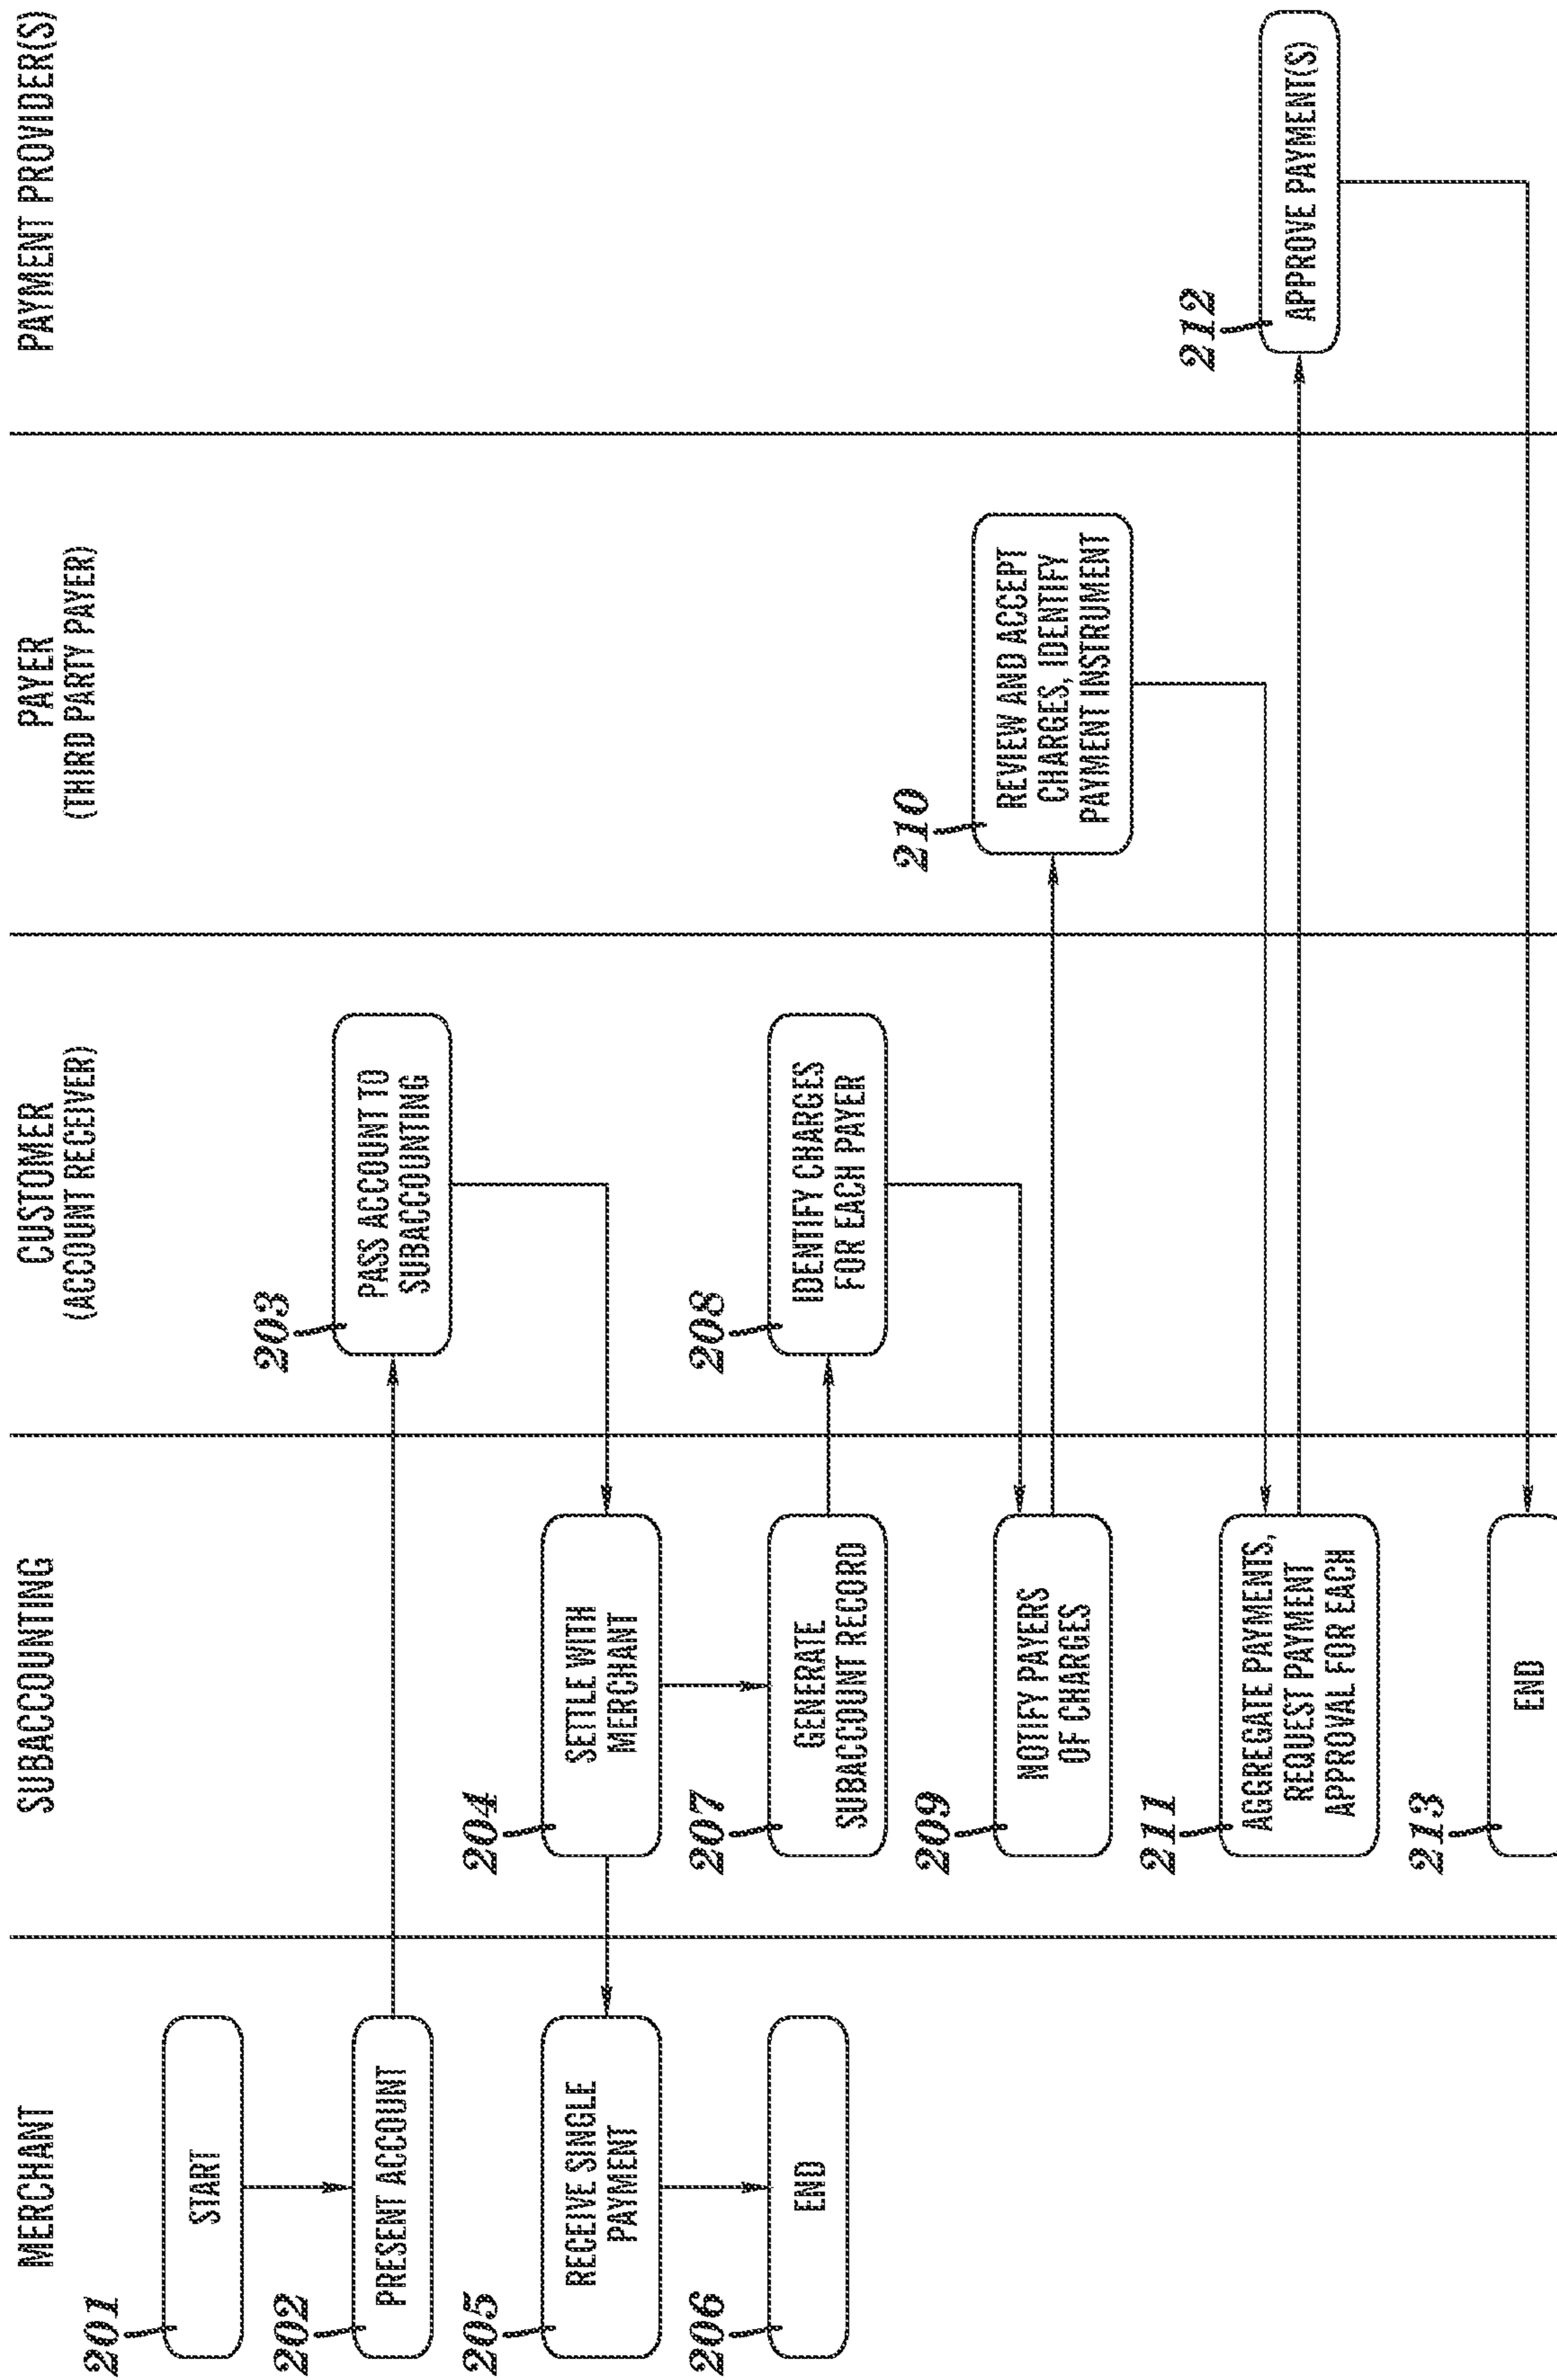 MERCHANT
SUBACCOUNTING
CUSTOMER
(ACCOUNT RECEIVER)
PAYER
(THIRD PARTY PAYER)
PAYMENT PROVIDER(S)
201
START
202
PRESENT ACCOUNT
203
PASS ACCOUNT TO
SUBACCOUNTING
204
SETTLE WITH
MERCHANT
205
RECEIVE SINGLE
PAYMENT
206
END
207
GENERATE
SUBACCOUNT RECORD
208
IDENTIFY CHARGES
FOR EACH PAYER
209
NOTIFY PAYERS
OF CHARGES
210
REVIEW AND ACCEPT
CHARGES, IDENTIFY
PAYMENT INSTRUMENT
211
AGGREGATE PAYMENTS,
REQUEST PAYMENT
APPROVAL FOR EACH
212
APPROVE PAYMENT(S)
213
END